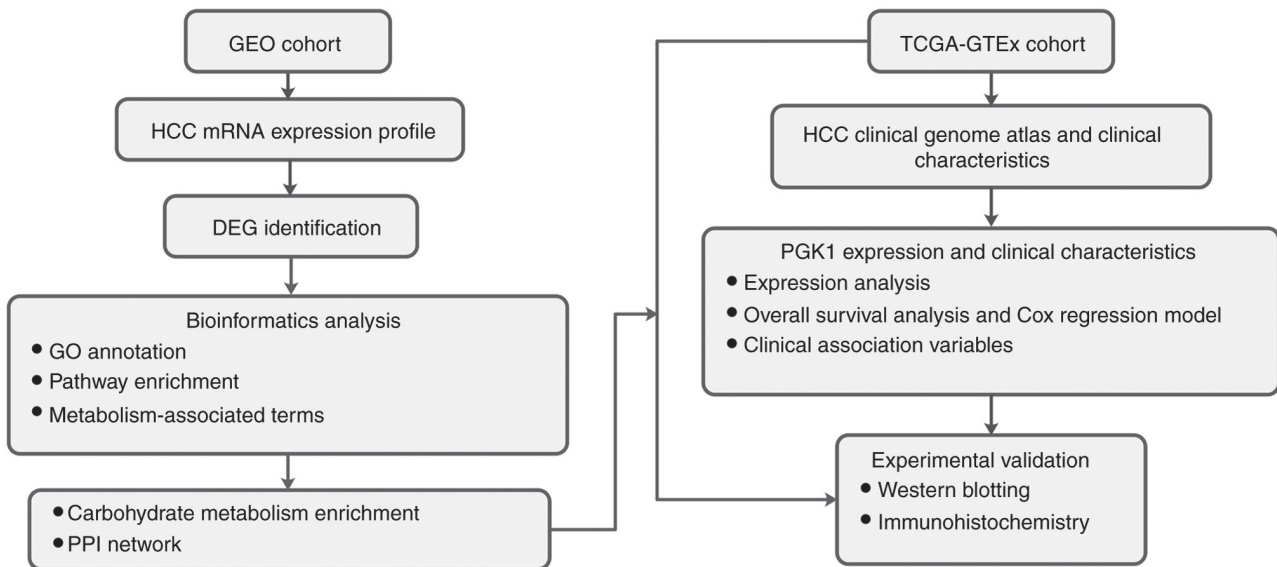 GEO cohort
HCC mRNA expression profile
DEG identification
Bioinformatics analysis
● GO annotation
● Pathway enrichment
● Metabolism-associated terms
● Carbohydrate metabolism enrichment
● PPI network
TCGA-GTEx cohort
HCC clinical genome atlas and clinical
characteristics
PGK1 expression and clinical characteristics
● Expression analysis
● Overall survival analysis and Cox regression model
● Clinical association variables
Experimental validation
● Western blotting
● Immunohistochemistry